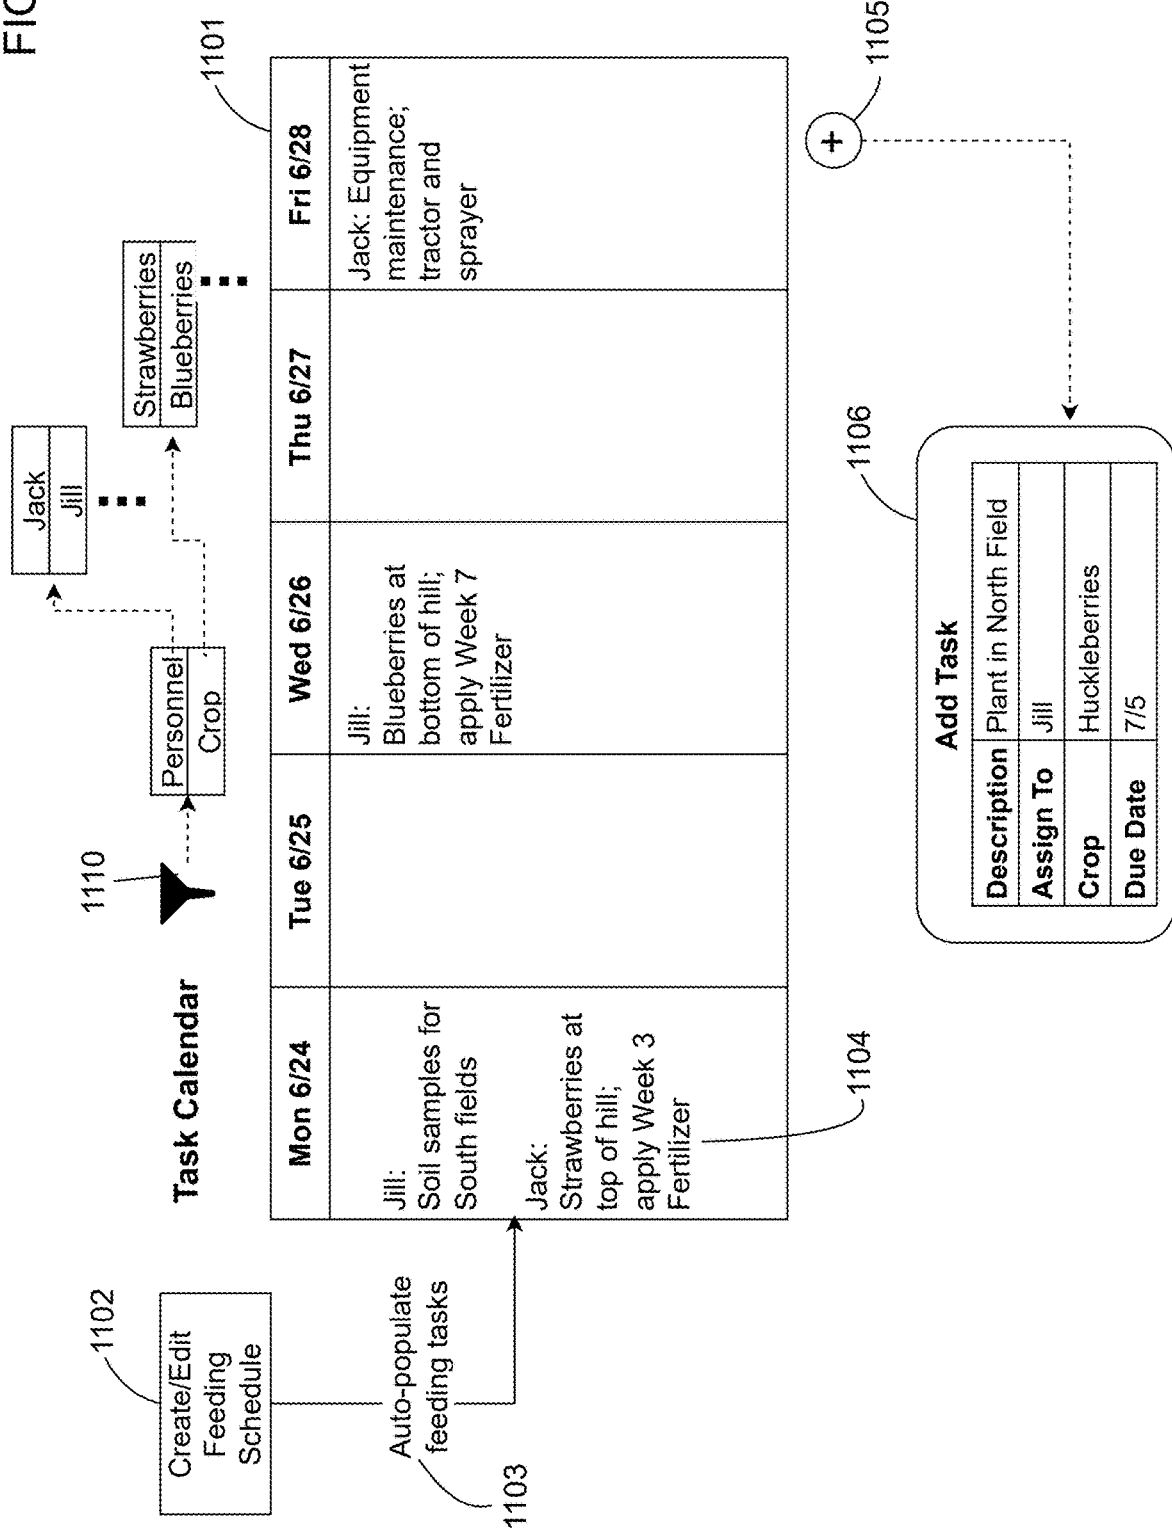 FIG
Jack
Jill
Strawberries
Blueberries
1110
Personnel
Crop
Task Calendar
1101
1102
Create/Edit
Feeding
Schedule
Auto-populate
feeding tasks
1103
Mon 6/24
Tue 6/25
Wed 6/26
Thu 6/27
Fri 6/28
Jill:
Soil samples for
South fields
Jack:
Strawberries at
top of hill;
apply Week 3
Fertilizer
Jill:
Blueberries at
bottom of hill;
apply Week 7
Fertilizer
Jack: Equipment
maintenance;
tractor and
sprayer
1104
1105
+
1106
Add Task
Description Plant in North Field
Assign To Jill
Crop Huckleberries
Due Date 7/5